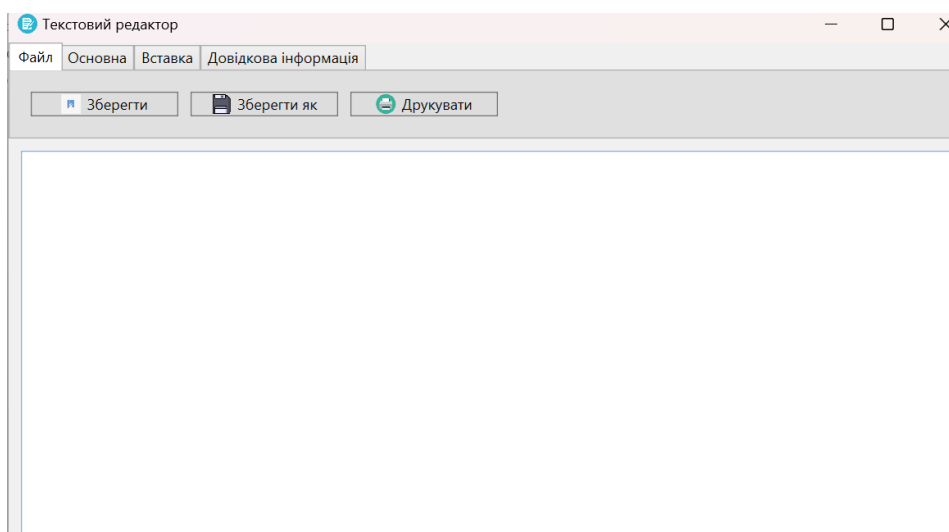 Текстовий редактор
Файл Основна Вставка Довідкова інформація
Зберегти Зберегти як Друкувати